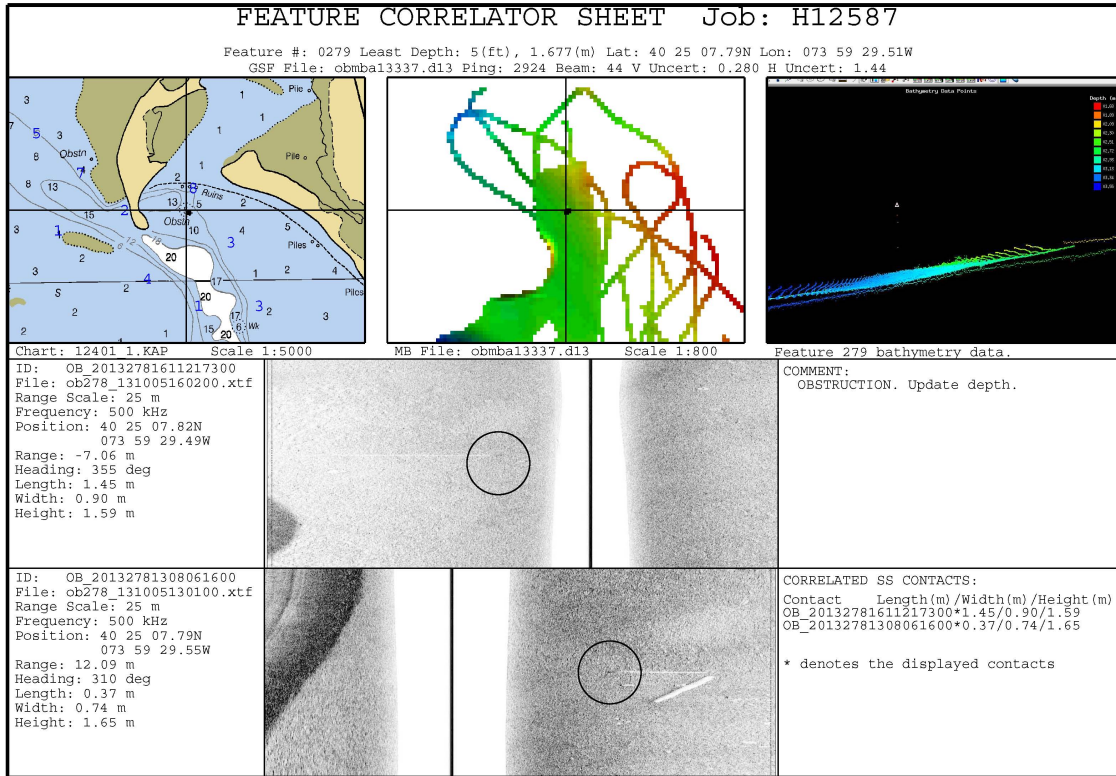 FEATURE CORRELATOR SHEET Job: H12587
Feature #: 0279 Least Depth: 5(ft), 1.677(m) Lat: 40 25 07.79N Lon: 073 59 29.51W
GSF File: obmba13337.d13 Ping: 2924 Beam: 44 V Uncert: 0.280 H Uncert: 1.44
Pile
Obstn
Pile
Ruins
Obstn
Piles
Piles
S
Wk
Bathymetry Data Points
Chart: 12401_1.KAP Scale 1:5000
MB File: obmba13337.d13 Scale 1:800
Feature 279 bathymetry data.
ID: OB_20132781611217300
File: ob278_131005160200.xtf
Range Scale: 25 m
Frequency: 500 kHz
Position: 40 25 07.82N
073 59 29.49W
Range: -7.06 m
Heading: 355 deg
Length: 1.45 m
Width: 0.90 m
Height: 1.59 m
COMMENT:
OBSTRUCTION. Update depth.
ID: OB_20132781308061600
File: ob278_131005130100.xtf
Range Scale: 25 m
Frequency: 500 kHz
Position: 40 25 07.79N
073 59 29.55W
Range: 12.09 m
Heading: 310 deg
Length: 0.37 m
Width: 0.74 m
Height: 1.65 m
CORRELATED SS CONTACTS:
Contact Length(m)/Width(m)/Height(m)
OB_20132781611217300*1.45/0.90/1.59
OB_20132781308061600*0.37/0.74/1.65
* denotes the displayed contacts